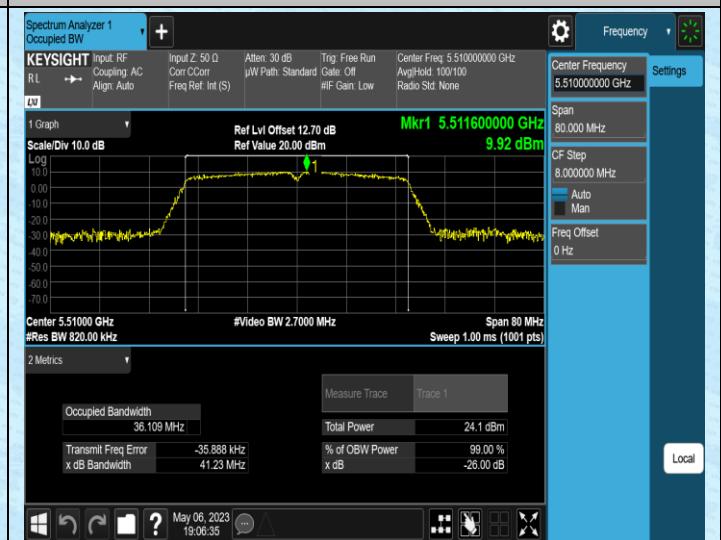 Spectrum Analyzer 1
Occupied BW
Frequency
KEYSIGHT
R L
LXI
Input: RF
Coupling: AC
Align: Auto
Input Z: 50 Ω
Corr CCorr
Freq Ref: Int (S)
Atten: 30 dB
µW Path: Standard
Trig: Free Run
Gate: Off
#IF Gain: Low
Center Freq: 5.510000000 GHz
Avg|Hold: 100/100
Radio Std: None
Center Frequency
5.510000000 GHz
Settings
Span
80.000 MHz
CF Step
8.000000 MHz
Auto
Man
Freq Offset
0 Hz
Local
1 Graph
Scale/Div 10.0 dB
Ref Lvl Offset 12.70 dB
Ref Value 20.00 dBm
Mkr1 5.511600000 GHz
9.92 dBm
Log
10.0
0.00
-10.0
-20.0
-30.0
-40.0
-50.0
-60.0
-70.0
1
Center 5.51000 GHz
#Res BW 820.00 kHz
#Video BW 2.7000 MHz
Span 80 MHz
Sweep 1.00 ms (1001 pts)
2 Metrics
Measure Trace
Trace 1
Occupied Bandwidth
36.109 MHz
Total Power
24.1 dBm
Transmit Freq Error
-35.888 kHz
% of OBW Power
99.00 %
x dB Bandwidth
41.23 MHz
x dB
-26.00 dB
?
May 06, 2023
19:06:35